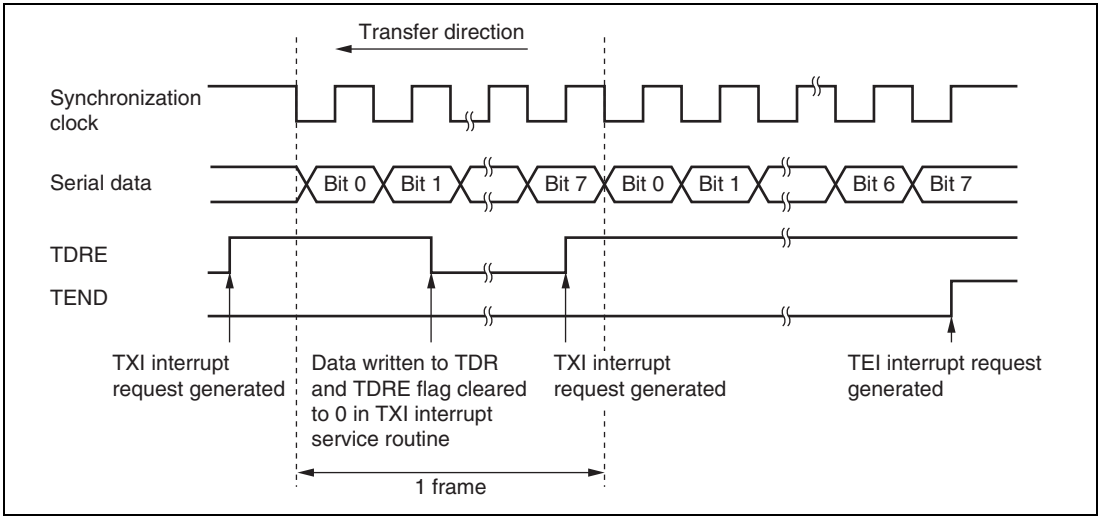 Transfer direction
Synchronization
clock
Serial data
Bit 0
Bit 1
Bit 7
Bit 0
Bit 1
Bit 6
Bit 7
TDRE
TEND
TXI interrupt
request generated
Data written to TDR
and TDRE flag cleared
to 0 in TXI interrupt
service routine
TXI interrupt
request generated
TEI interrupt request
generated
1 frame